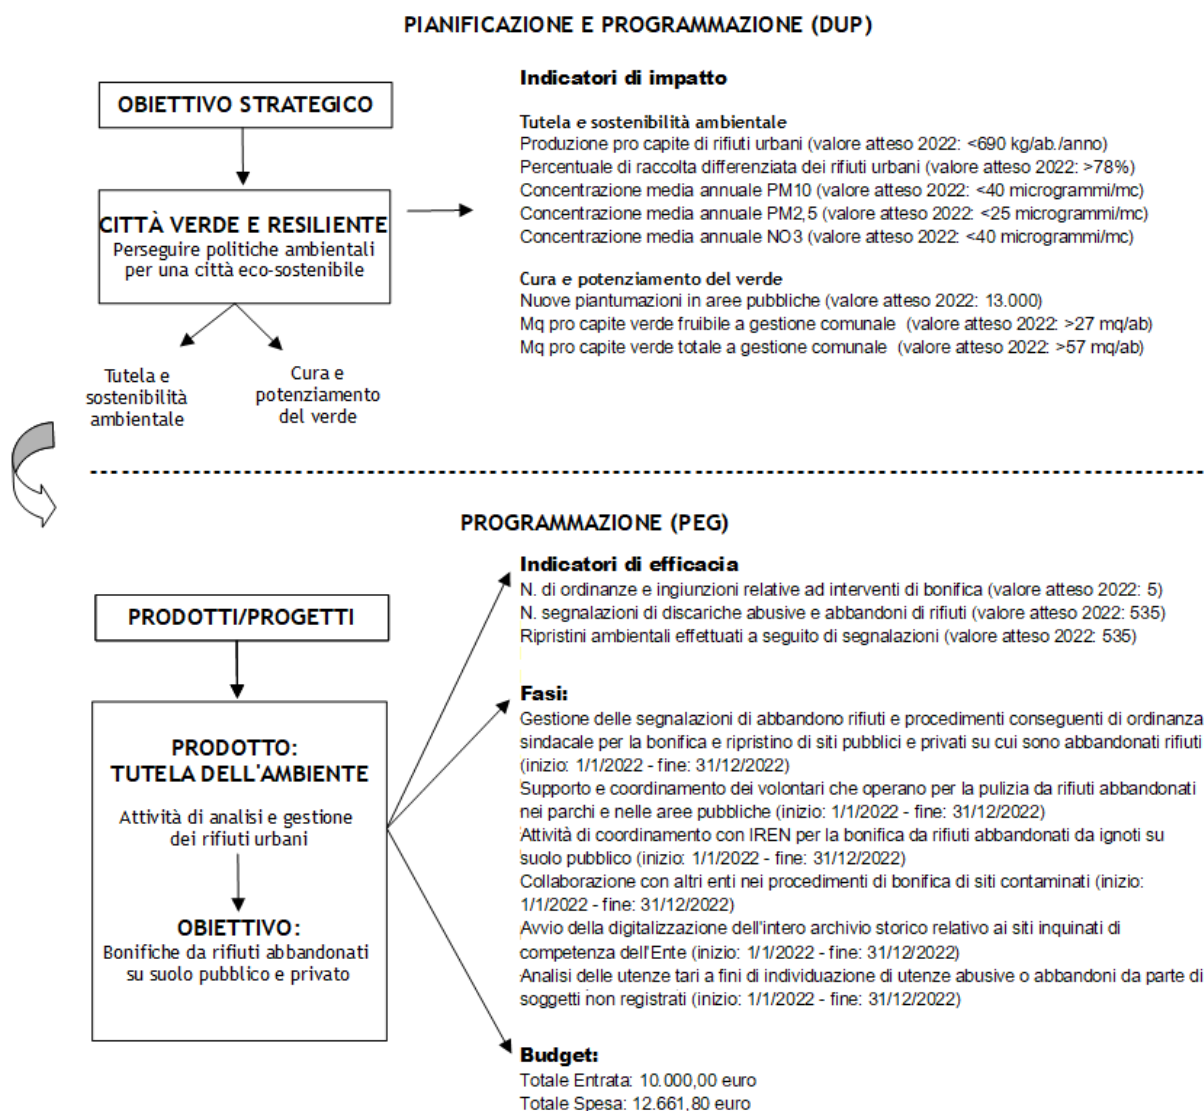 PIANIFICAZIONE E PROGRAMMAZIONE (DUP)
OBIETTIVO STRATEGICO
CITTÀ VERDE E RESILIENTE
Perseguire politiche ambientali
per una città eco-sostenibile
Tutela e
sostenibilità
ambientale
Cura e
potenziamento
del verde
Indicatori di impatto
Tutela e sostenibilità ambientale
Produzione pro capite di rifiuti urbani (valore atteso 2022: <690 kg/ab./anno)
Percentuale di raccolta differenziata dei rifiuti urbani (valore atteso 2022: >78%)
Concentrazione media annuale PM10 (valore atteso 2022: <40 microgrammi/mc)
Concentrazione media annuale PM2,5 (valore atteso 2022: <25 microgrammi/mc)
Concentrazione media annuale NO3 (valore atteso 2022: <40 microgrammi/mc)
Cura e potenziamento del verde
Nuove piantumazioni in aree pubbliche (valore atteso 2022: 13.000)
Mq pro capite verde fruibile a gestione comunale (valore atteso 2022: >27 mq/ab)
Mq pro capite verde totale a gestione comunale (valore atteso 2022: >57 mq/ab)
PROGRAMMAZIONE (PEG)
PRODOTTI/PROGETTI
PRODOTTO:
TUTELA DELL'AMBIENTE
Attività di analisi e gestione
dei rifiuti urbani
OBIETTIVO:
Bonifiche da rifiuti abbandonati
su suolo pubblico e privato
Indicatori di efficacia
N. di ordinanze e ingiunzioni relative ad interventi di bonifica (valore atteso 2022: 5)
N. segnalazioni di discariche abusive e abbandoni di rifiuti (valore atteso 2022: 535)
Ripristini ambientali effettuati a seguito di segnalazioni (valore atteso 2022: 535)
Fasi:
Gestione delle segnalazioni di abbandono rifiuti e procedimenti conseguenti di ordinanza
sindacale per la bonifica e ripristino di siti pubblici e privati su cui sono abbandonati rifiuti
(inizio: 1/1/2022 - fine: 31/12/2022)
Supporto e coordinamento dei volontari che operano per la pulizia da rifiuti abbandonati
nei parchi e nelle aree pubbliche (inizio: 1/1/2022 - fine: 31/12/2022)
Attività di coordinamento con IREN per la bonifica da rifiuti abbandonati da ignoti su
suolo pubblico (inizio: 1/1/2022 - fine: 31/12/2022)
Collaborazione con altri enti nei procedimenti di bonifica di siti contaminati (inizio:
1/1/2022 - fine: 31/12/2022)
Avvio della digitalizzazione dell'intero archivio storico relativo ai siti inquinati di
competenza dell'Ente (inizio: 1/1/2022 - fine: 31/12/2022)
Analisi delle utenze tari a fini di individuazione di utenze abusive o abbandoni da parte di
soggetti non registrati (inizio: 1/1/2022 - fine: 31/12/2022)
Budget:
Totale Entrata: 10.000,00 euro
Totale Spesa: 12.661,80 euro